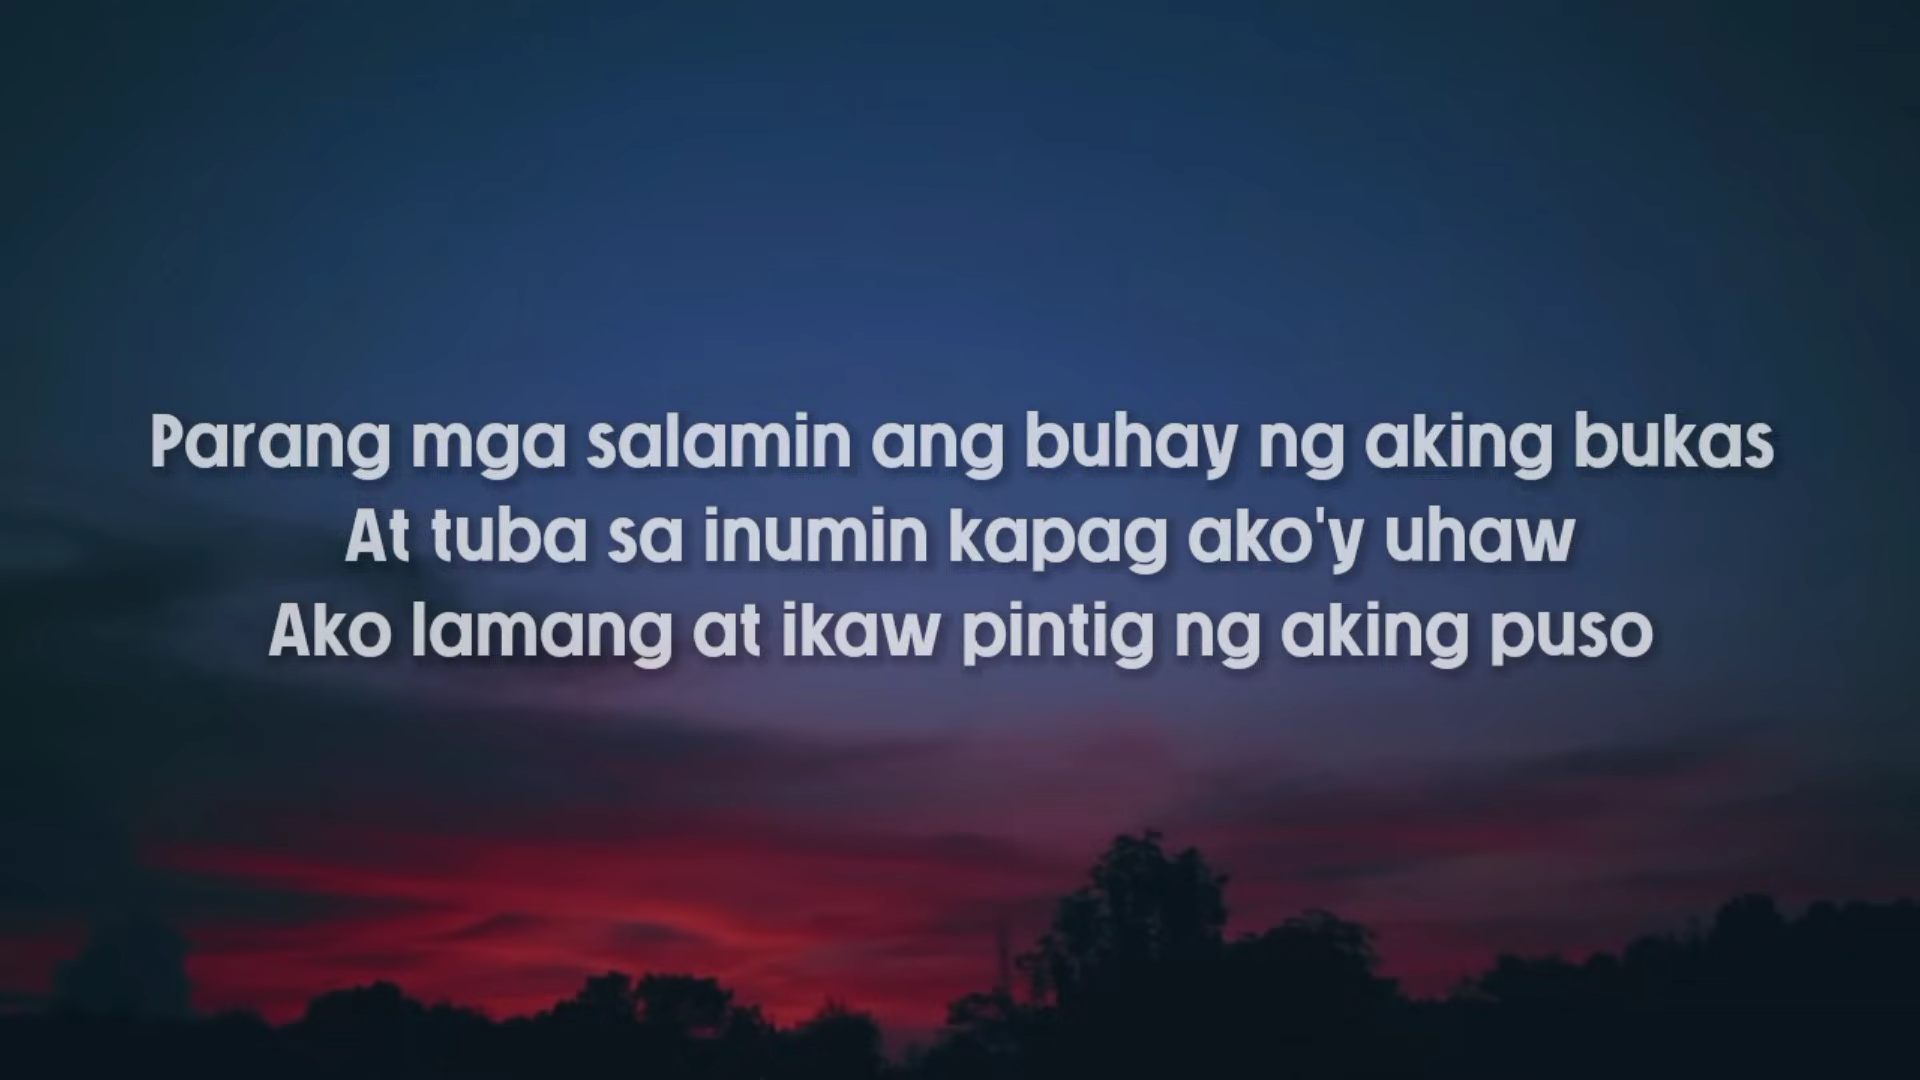 Parang mga salamin ang buhay ng aking bukas
At tuba sa inumin kapag ako'y uhaw
Ako lamang at ikaw pintig ng aking puso